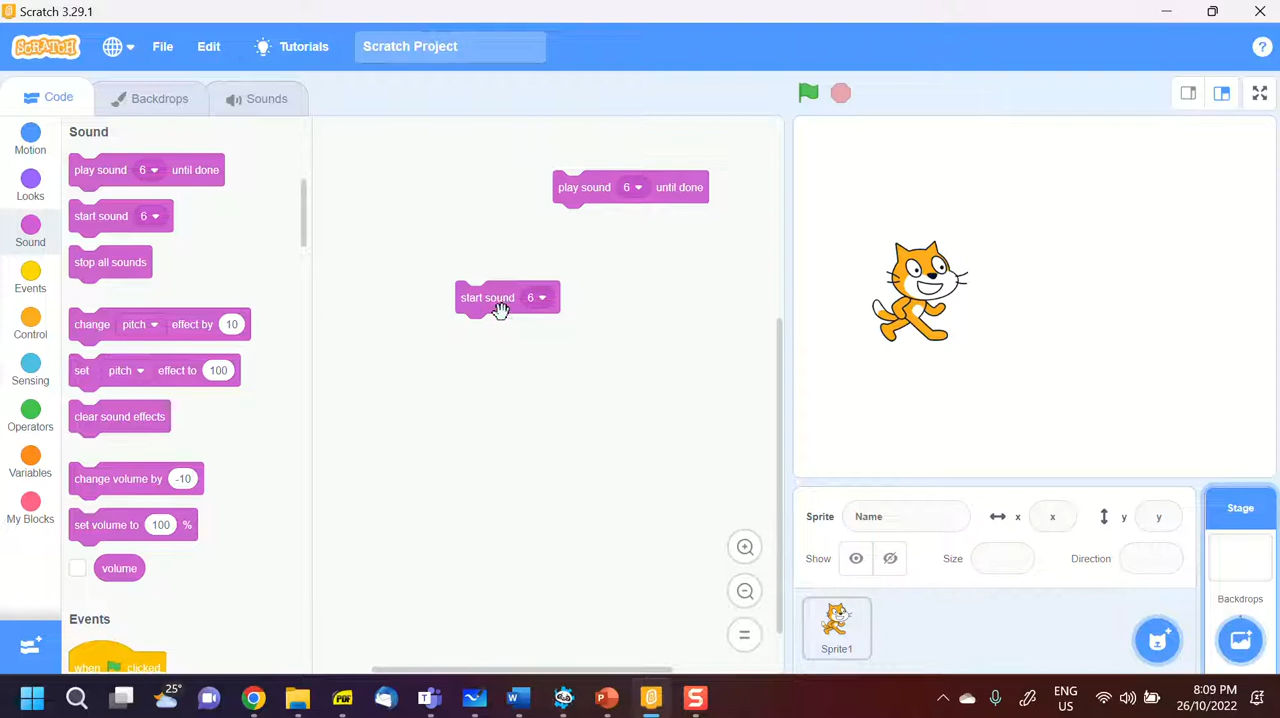 Scratch 3.29.1
SCRATCH
File
Edit
Tutorials
Scratch Project
?
Code
Backdrops
Sounds
Motion
Looks
Sound
Events
Control
Sensing
Operators
Variables
My Blocks
Sound
play sound 6 until done
start sound 6
stop all sounds
change pitch effect by 10
set pitch effect to 100
clear sound effects
change volume by -10
set volume to 100 %
volume
Events
when clicked
play sound 6 until done
start sound 6
Sprite Name x x y y
Show Size Direction
Sprite1
Stage
Backdrops
25°
PDF
ENG
US
8:09 PM
26/10/2022